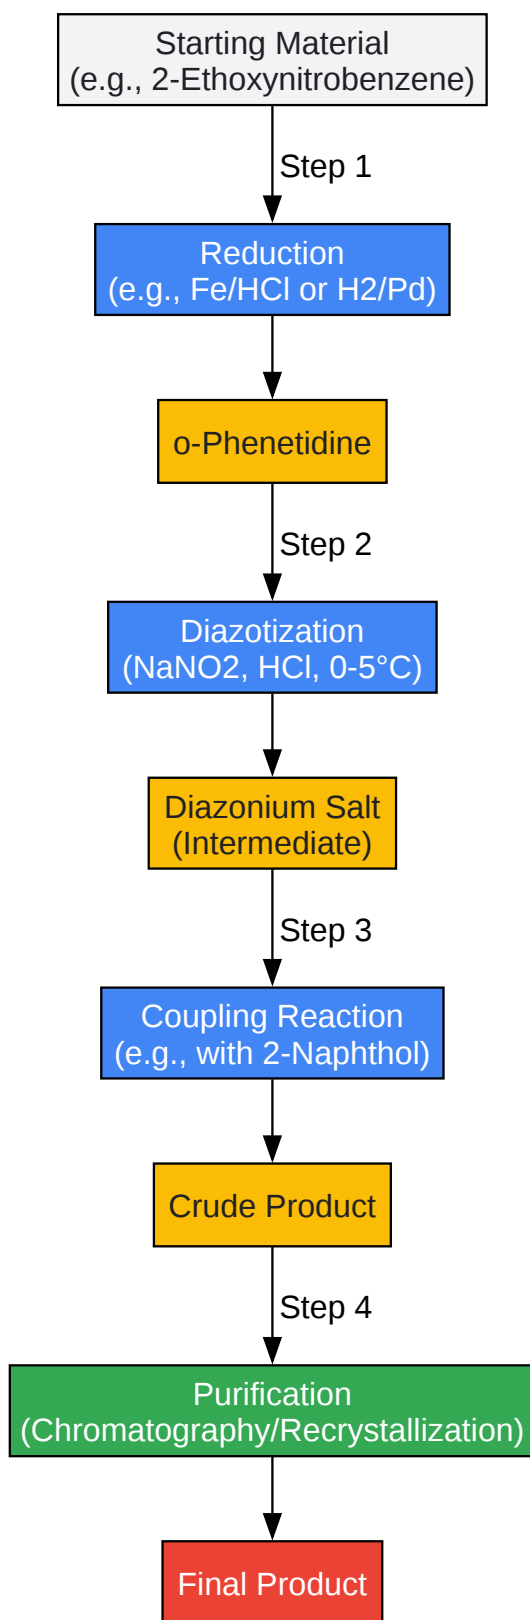 Starting Material
(e.g., 2-Ethoxynitrobenzene)
Step 1
Reduction
(e.g., Fe/HCl or H2/Pd)
o-Phenetidine
Step 2
Diazotization
(NaNO2, HCl, 0-5°C)
Diazonium Salt
(Intermediate)
Step 3
Coupling Reaction
(e.g., with 2-Naphthol)
Crude Product
Step 4
Purification
(Chromatography/Recrystallization)
Final Product